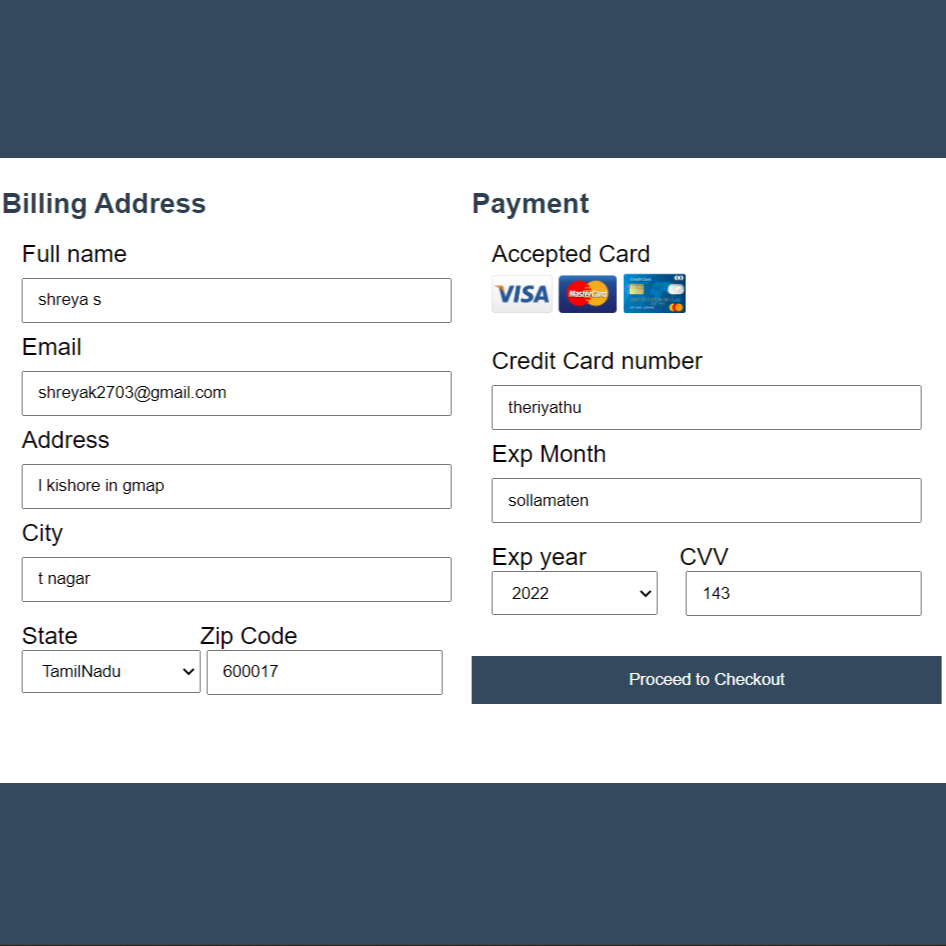 Billing Address
Full name
shreya s
Email
shreyak2703@gmail.com
Address
l kishore in gmap
City
t nagar
State Zip Code
TamilNadu 600017
Payment
Accepted Card
VISA MasterCard
Credit Card number
theriyathu
Exp Month
sollamaten
Exp year CVV
2022 143
Proceed to Checkout